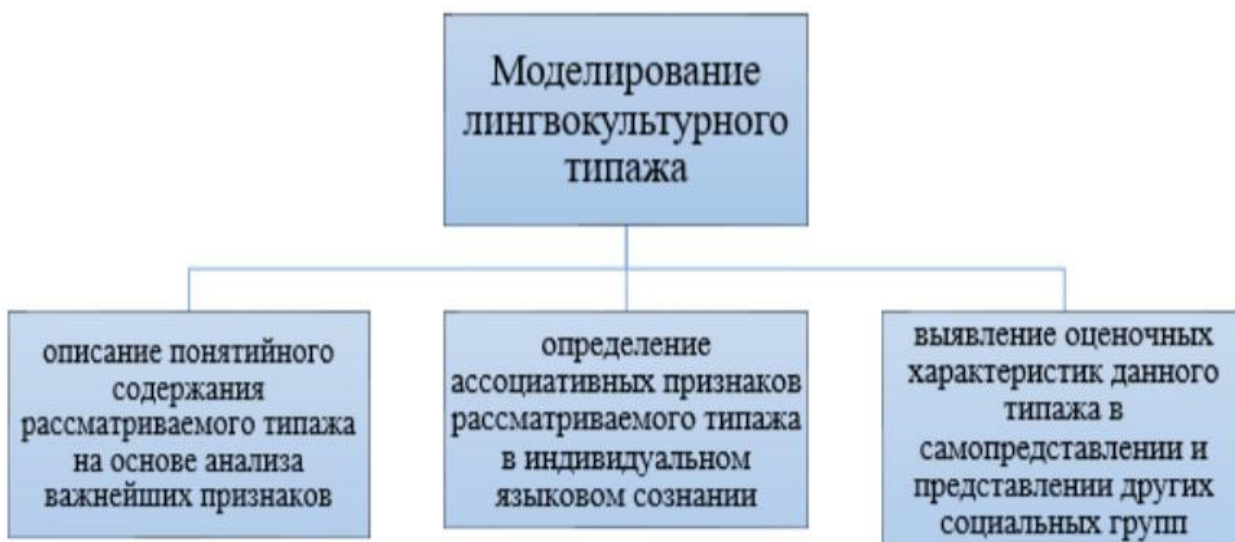 Моделирование
лингвокультурного
типажа
описание понятийного
содержания
рассматриваемого типажа
на основе анализа
важнейших признаков
определение
ассоциативных признаков
рассматриваемого типажа
в индивидуальном
языковом сознании
выявление оценочных
характеристик данного
типажа в
самопредставлении и
представлении других
социальных групп